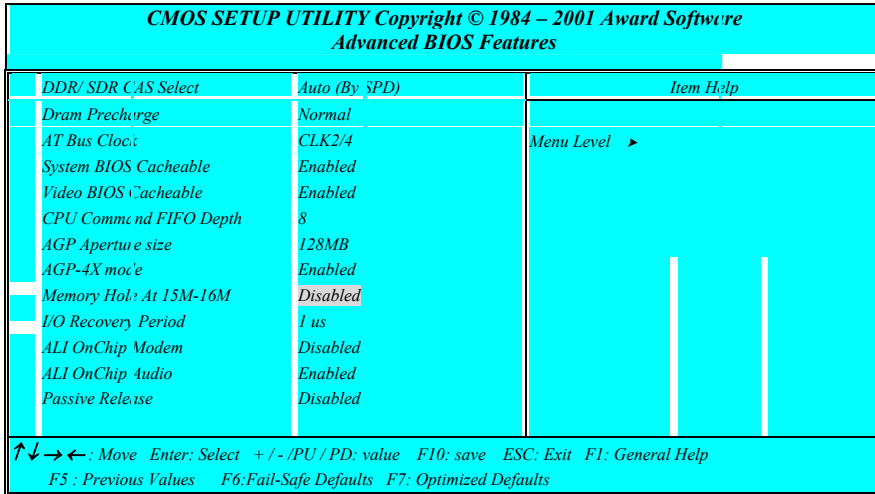 CMOS SETUP UTILITY Copyright © 1984 – 2001 Award Software
Advanced BIOS Features
DDR/ SDR CAS Select Auto (By SPD) Item Help
Dram Precharge Normal
AT Bus Clock CLK2/4 Menu Level ➤
System BIOS Cacheable Enabled
Video BIOS Cacheable Enabled
CPU Command FIFO Depth 8
AGP Aperture size 128MB
AGP-4X mode Enabled
Memory Hole At 15M-16M Disabled
I/O Recovery Period 1 us
ALI OnChip Modem Disabled
ALI OnChip Audio Enabled
Passive Release Disabled
↑↓→← : Move Enter: Select + / - /PU / PD: value F10: save ESC: Exit F1: General Help
F5 : Previous Values F6:Fail-Safe Defaults F7: Optimized Defaults